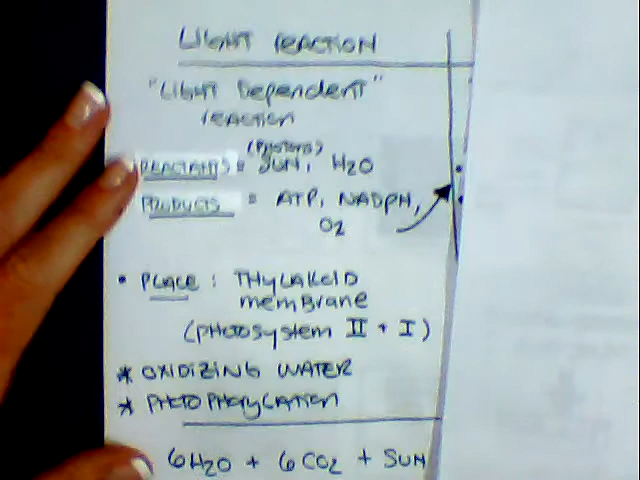 LIGHT REACTION
"LIGHT Dependent"
reaction
(Photons)
REACTANTS = SUN, H2O
PRODUCTS = ATP, NADPH,
O2
• PLACE : THYLAKOID
membrane
(PHOTOSYSTEM II + I)
* OXIDIZING WATER
* PHOTOPHORYLATION
6H2O + 6CO2 + SUN